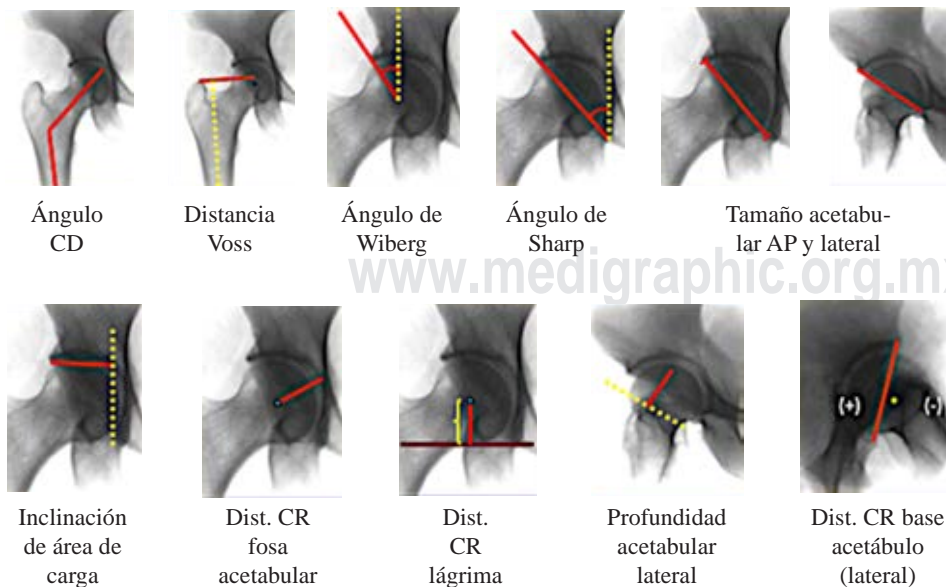 Ángulo
CD
Distancia
Voss
Ángulo de
Wiberg
Ángulo de
Sharp
Tamaño acetabu-
lar AP y lateral
www.medigraphic.org.mx
(+)
(-)
Inclinación
de área de
carga
Dist. CR
fosa
acetabular
Dist.
CR
lágrima
Profundidad
acetabular
lateral
Dist. CR base
acetábulo
(lateral)